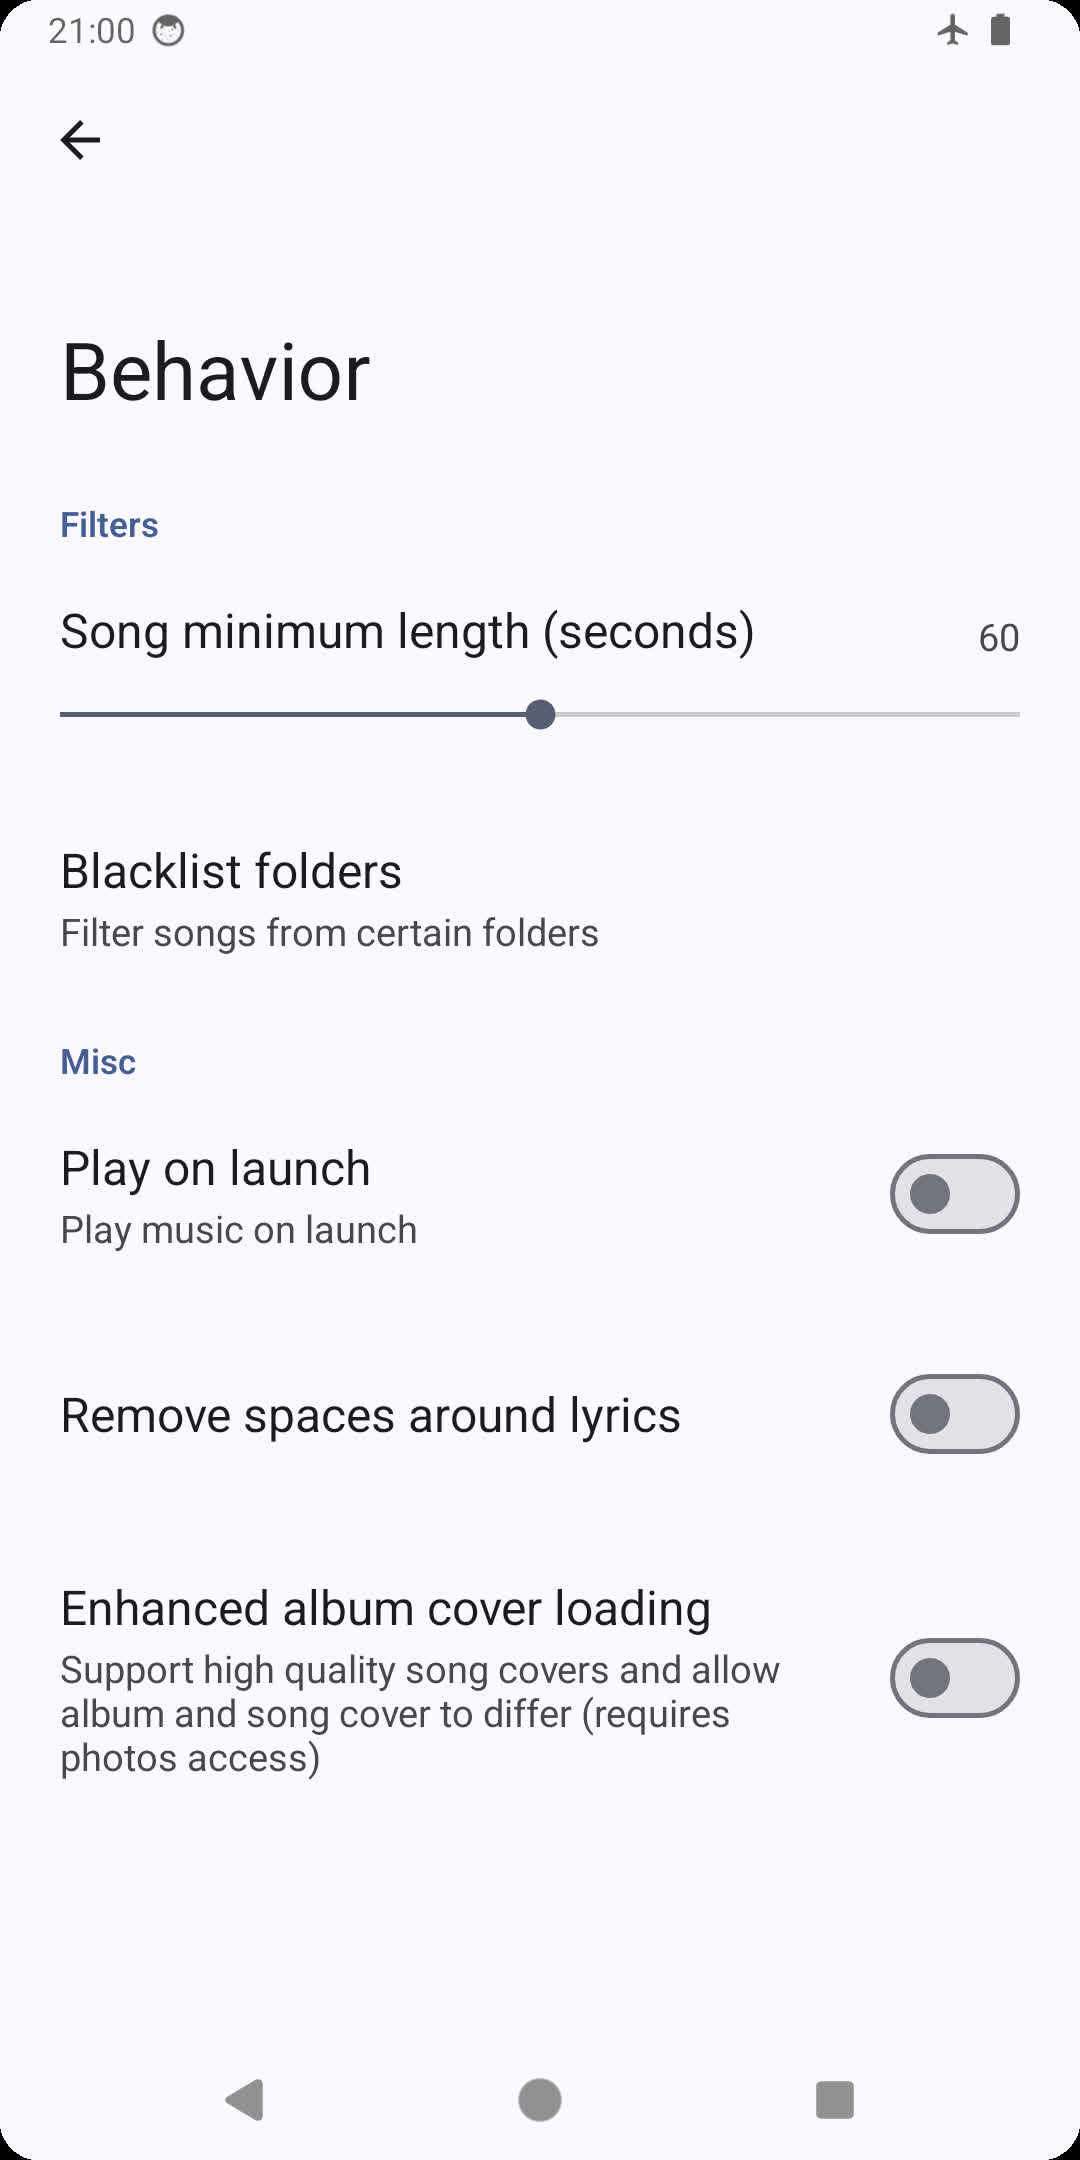 21:00
Behavior
Filters
Song minimum length (seconds)
60
Blacklist folders
Filter songs from certain folders
Misc
Play on launch
Play music on launch
Remove spaces around lyrics
Enhanced album cover loading
Support high quality song covers and allow
album and song cover to differ (requires
photos access)